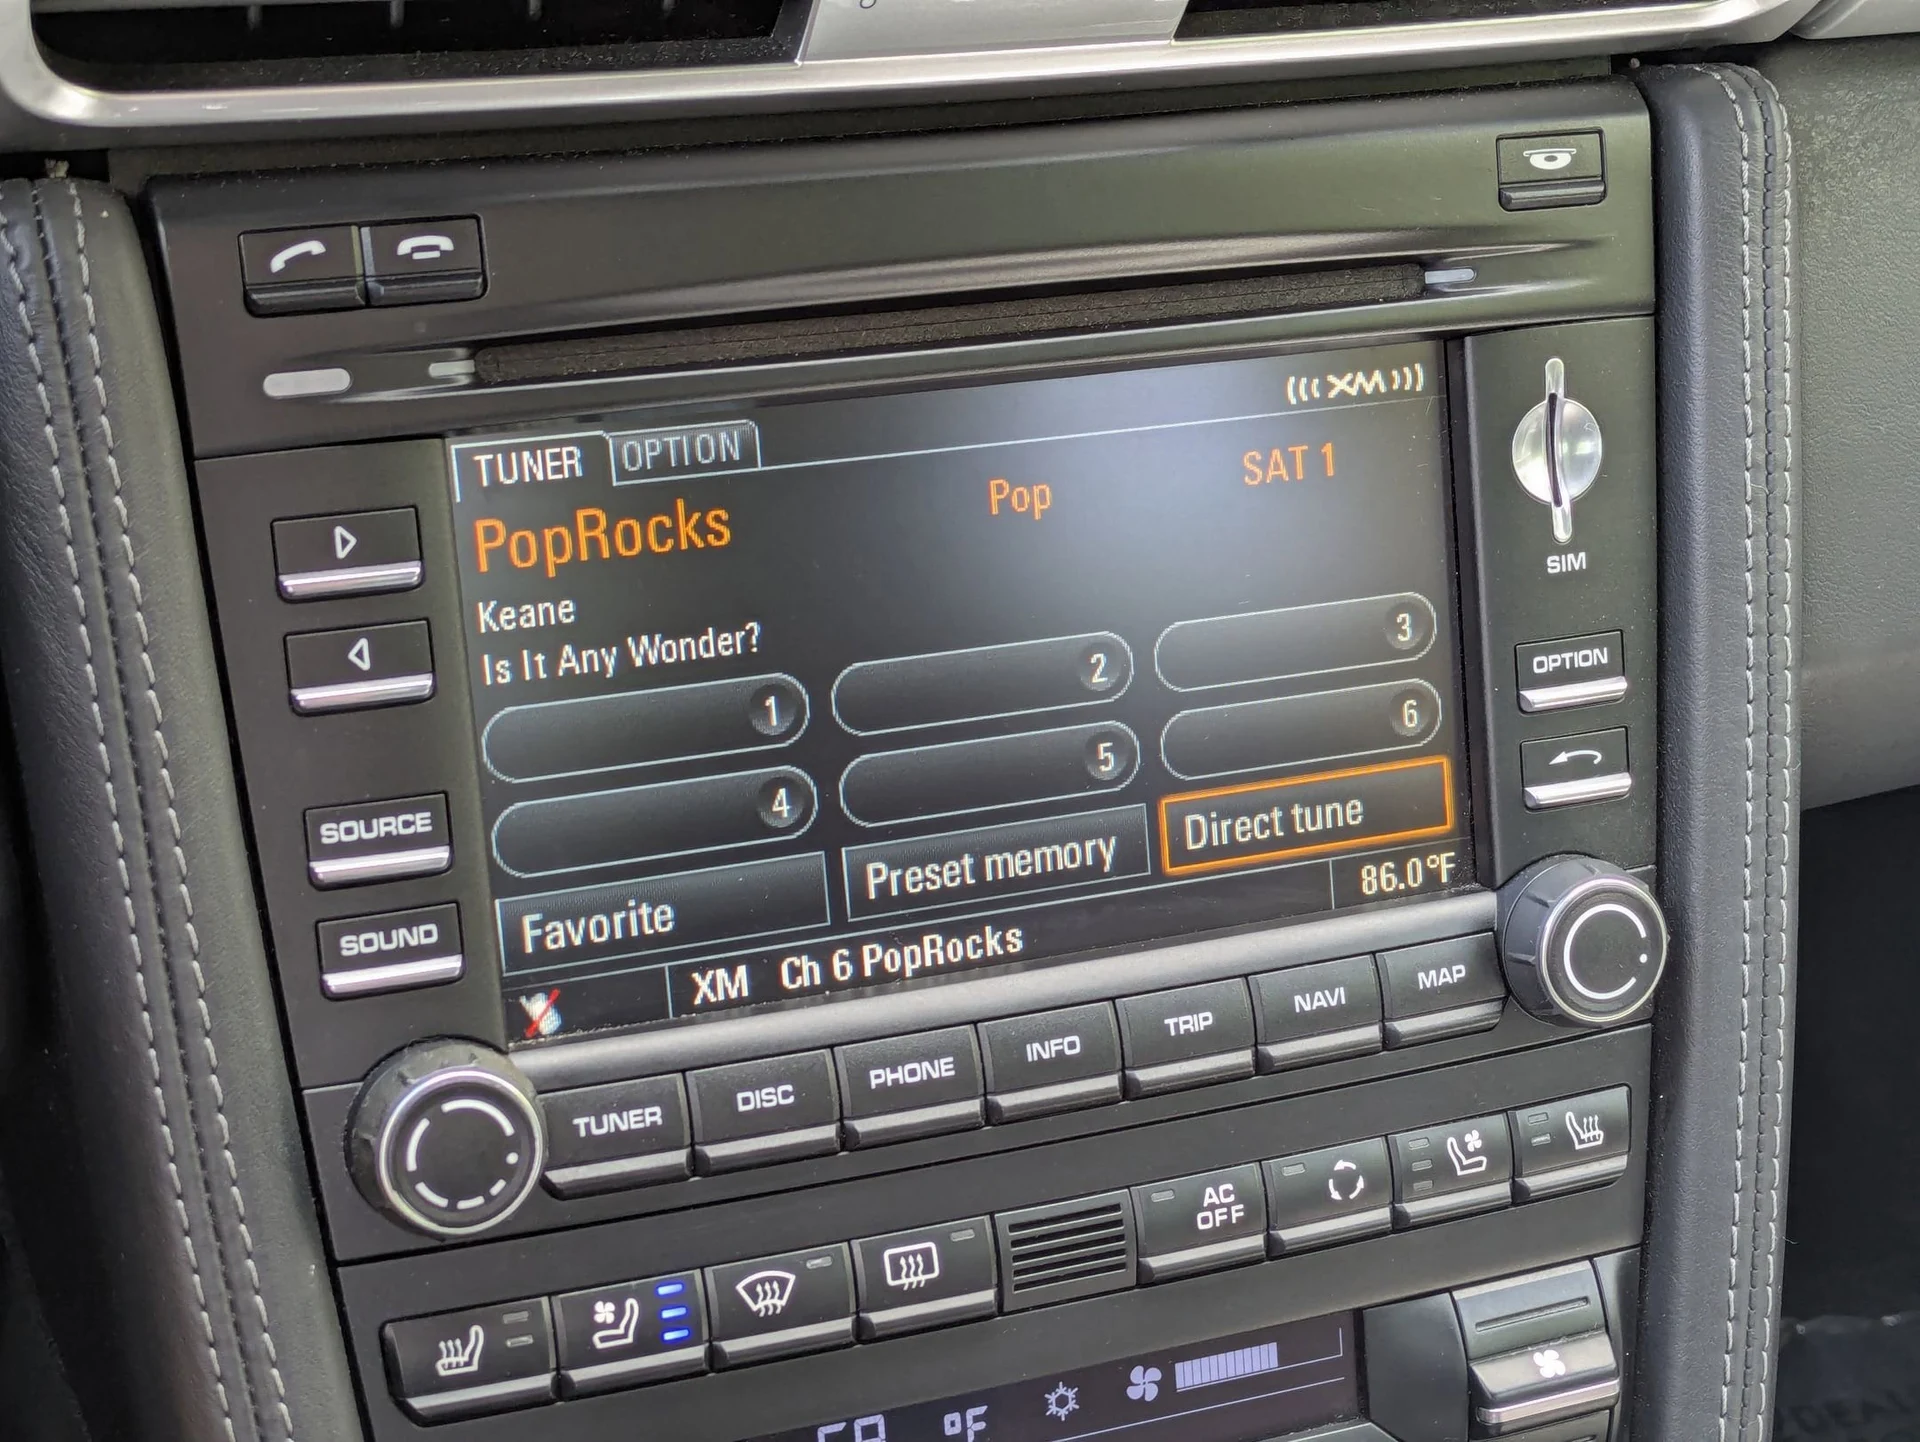 (((XM)))
TUNER OPTION
PopRocks Pop SAT 1
Keane
Is It Any Wonder?
1 2 3
4 5 6
Favorite Preset memory Direct tune
XM Ch 6 PopRocks 86.0°F
SIM
OPTION
SOURCE
SOUND
TUNER DISC PHONE INFO TRIP NAVI MAP
AC
OFF
°F